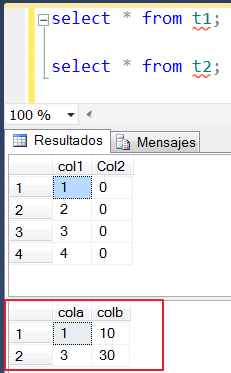 select * from t1;
select * from t2;
100 %
Resultados Mensajes
col1 Col2
1 1 0
2 2 0
3 3 0
4 4 0
cola colb
1 1 10
2 3 30